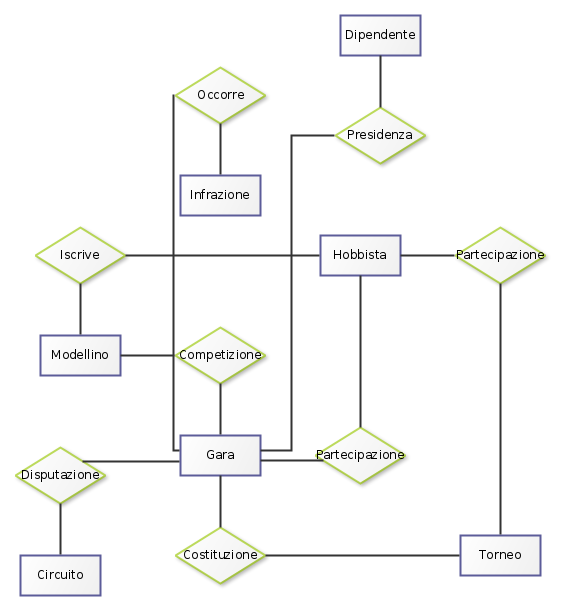 Dipendente
Occorre
Presidenza
Infrazione
Iscrive
Hobbista
Partecipazione
Modellino
Competizione
Gara
Partecipazione
Disputazione
Costituzione
Torneo
Circuito